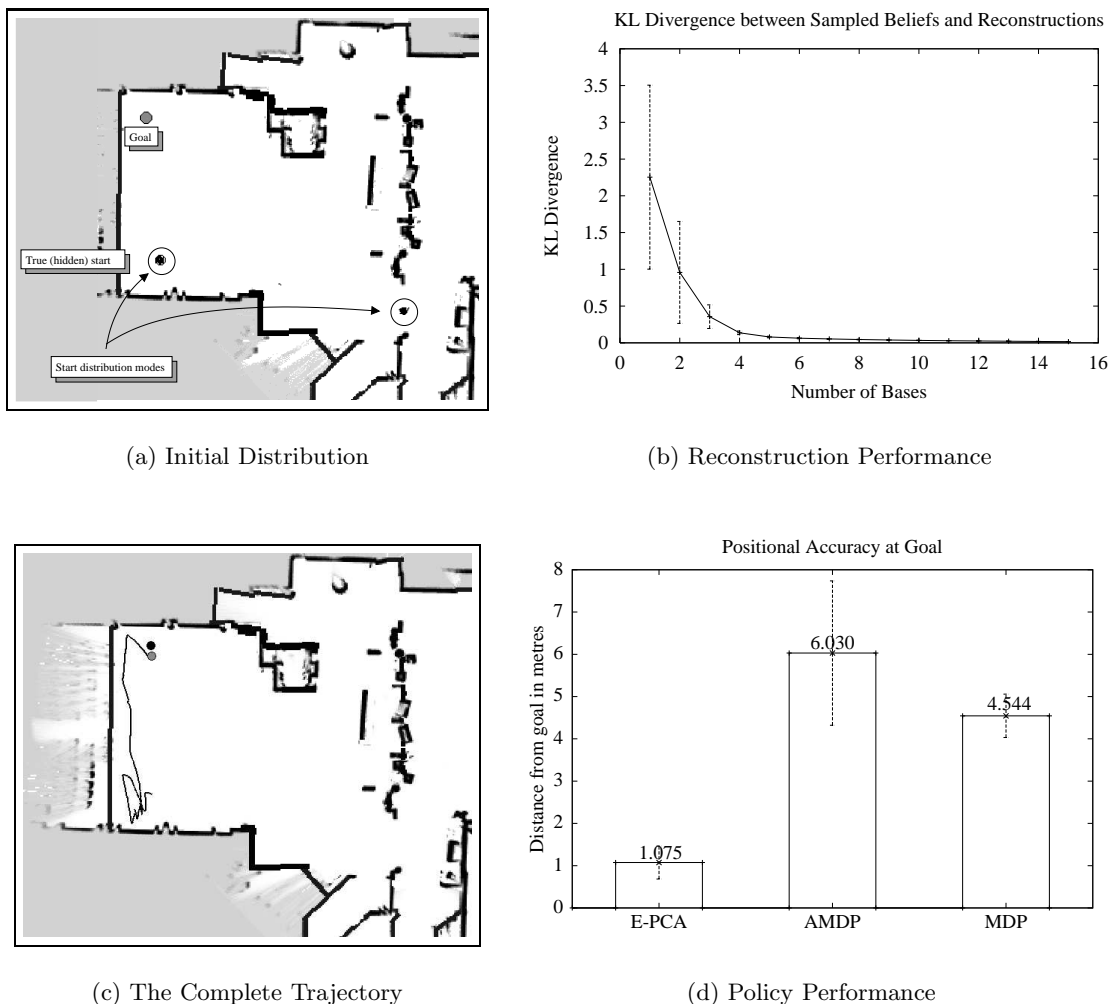 Goal
True (hidden) start
Start distribution modes
(a) Initial Distribution
KL Divergence between Sampled Beliefs and Reconstructions
KL Divergence
4
3.5
3
2.5
2
1.5
1
0.5
0
0 2 4 6 8 10 12 14 16
Number of Bases
(b) Reconstruction Performance
(c) The Complete Trajectory
Positional Accuracy at Goal
Distance from goal in metres
8
7
6
5
4
3
2
1
0
1.075
6.030
4.544
E-PCA AMDP MDP
(d) Policy Performance